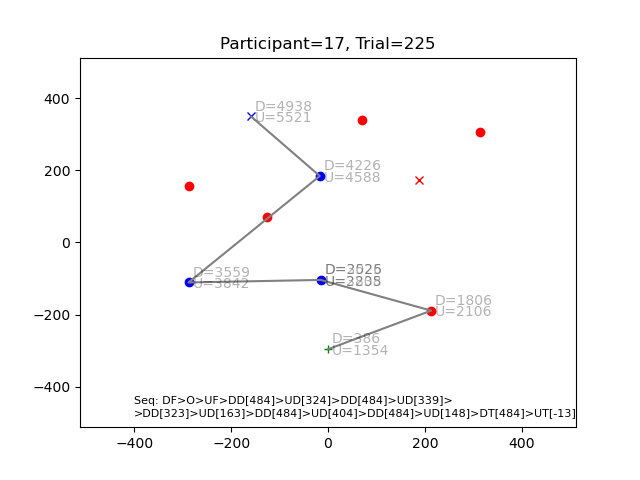 Participant=17, Trial=225
400
200
0
−200
−400
D=4938
U=5521
D=4226
U=4588
D=3559
U=3842
D=1806
U=2106
D=386
U=1354
Seq: DF>O>UF>DD[484]>UD[324]>DD[484]>UD[339]>
>DD[323]>UD[163]>DD[484]>UD[404]>DD[484]>UD[148]>DT[484]>UT[-13]
−400
−200
0
200
400